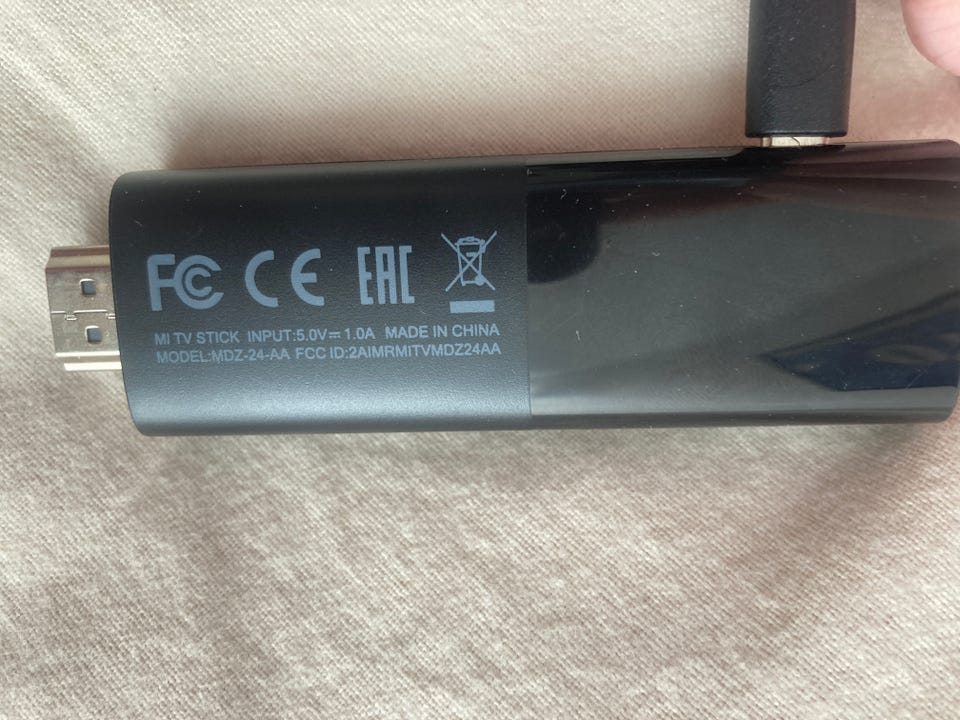 FC CE EAC
MI TV STICK INPUT:5.0V⎓1.0A MADE IN CHINA
MODEL:MDZ-24-AA FCC ID:2AIMRMITVMDZ24AA